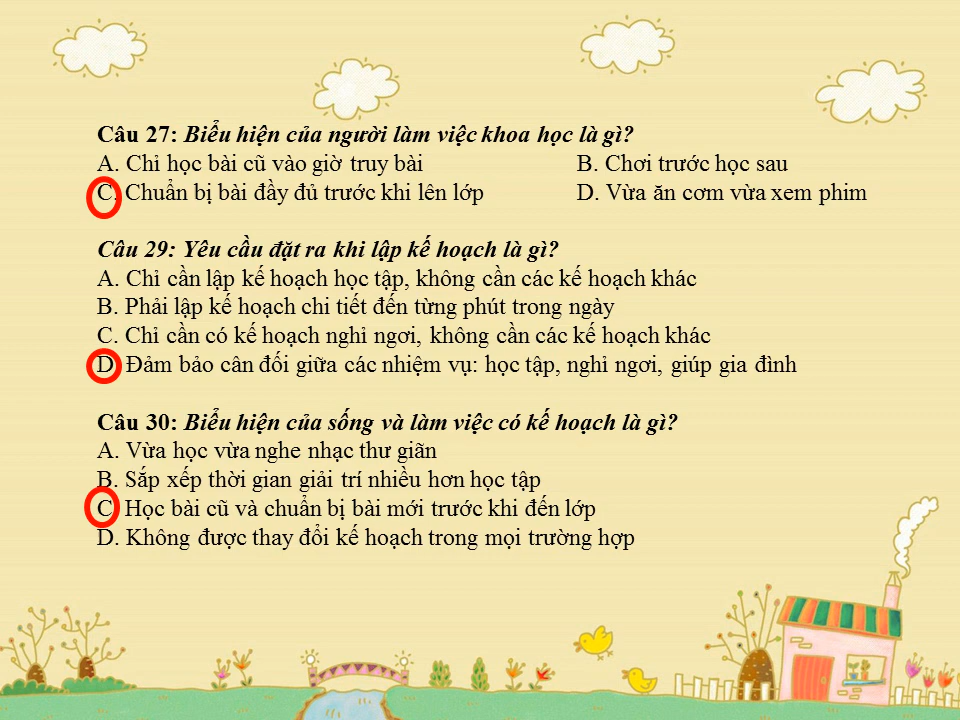 Câu 27: Biểu hiện của người làm việc khoa học là gì?
A. Chỉ học bài cũ vào giờ truy bài B. Chơi trước học sau
C. Chuẩn bị bài đầy đủ trước khi lên lớp D. Vừa ăn cơm vừa xem phim
Câu 29: Yêu cầu đặt ra khi lập kế hoạch là gì?
A. Chỉ cần lập kế hoạch học tập, không cần các kế hoạch khác
B. Phải lập kế hoạch chi tiết đến từng phút trong ngày
C. Chỉ cần có kế hoạch nghỉ ngơi, không cần các kế hoạch khác
D. Đảm bảo cân đối giữa các nhiệm vụ: học tập, nghỉ ngơi, giúp gia đình
Câu 30: Biểu hiện của sống và làm việc có kế hoạch là gì?
A. Vừa học vừa nghe nhạc thư giãn
B. Sắp xếp thời gian giải trí nhiều hơn học tập
C. Học bài cũ và chuẩn bị bài mới trước khi đến lớp
D. Không được thay đổi kế hoạch trong mọi trường hợp